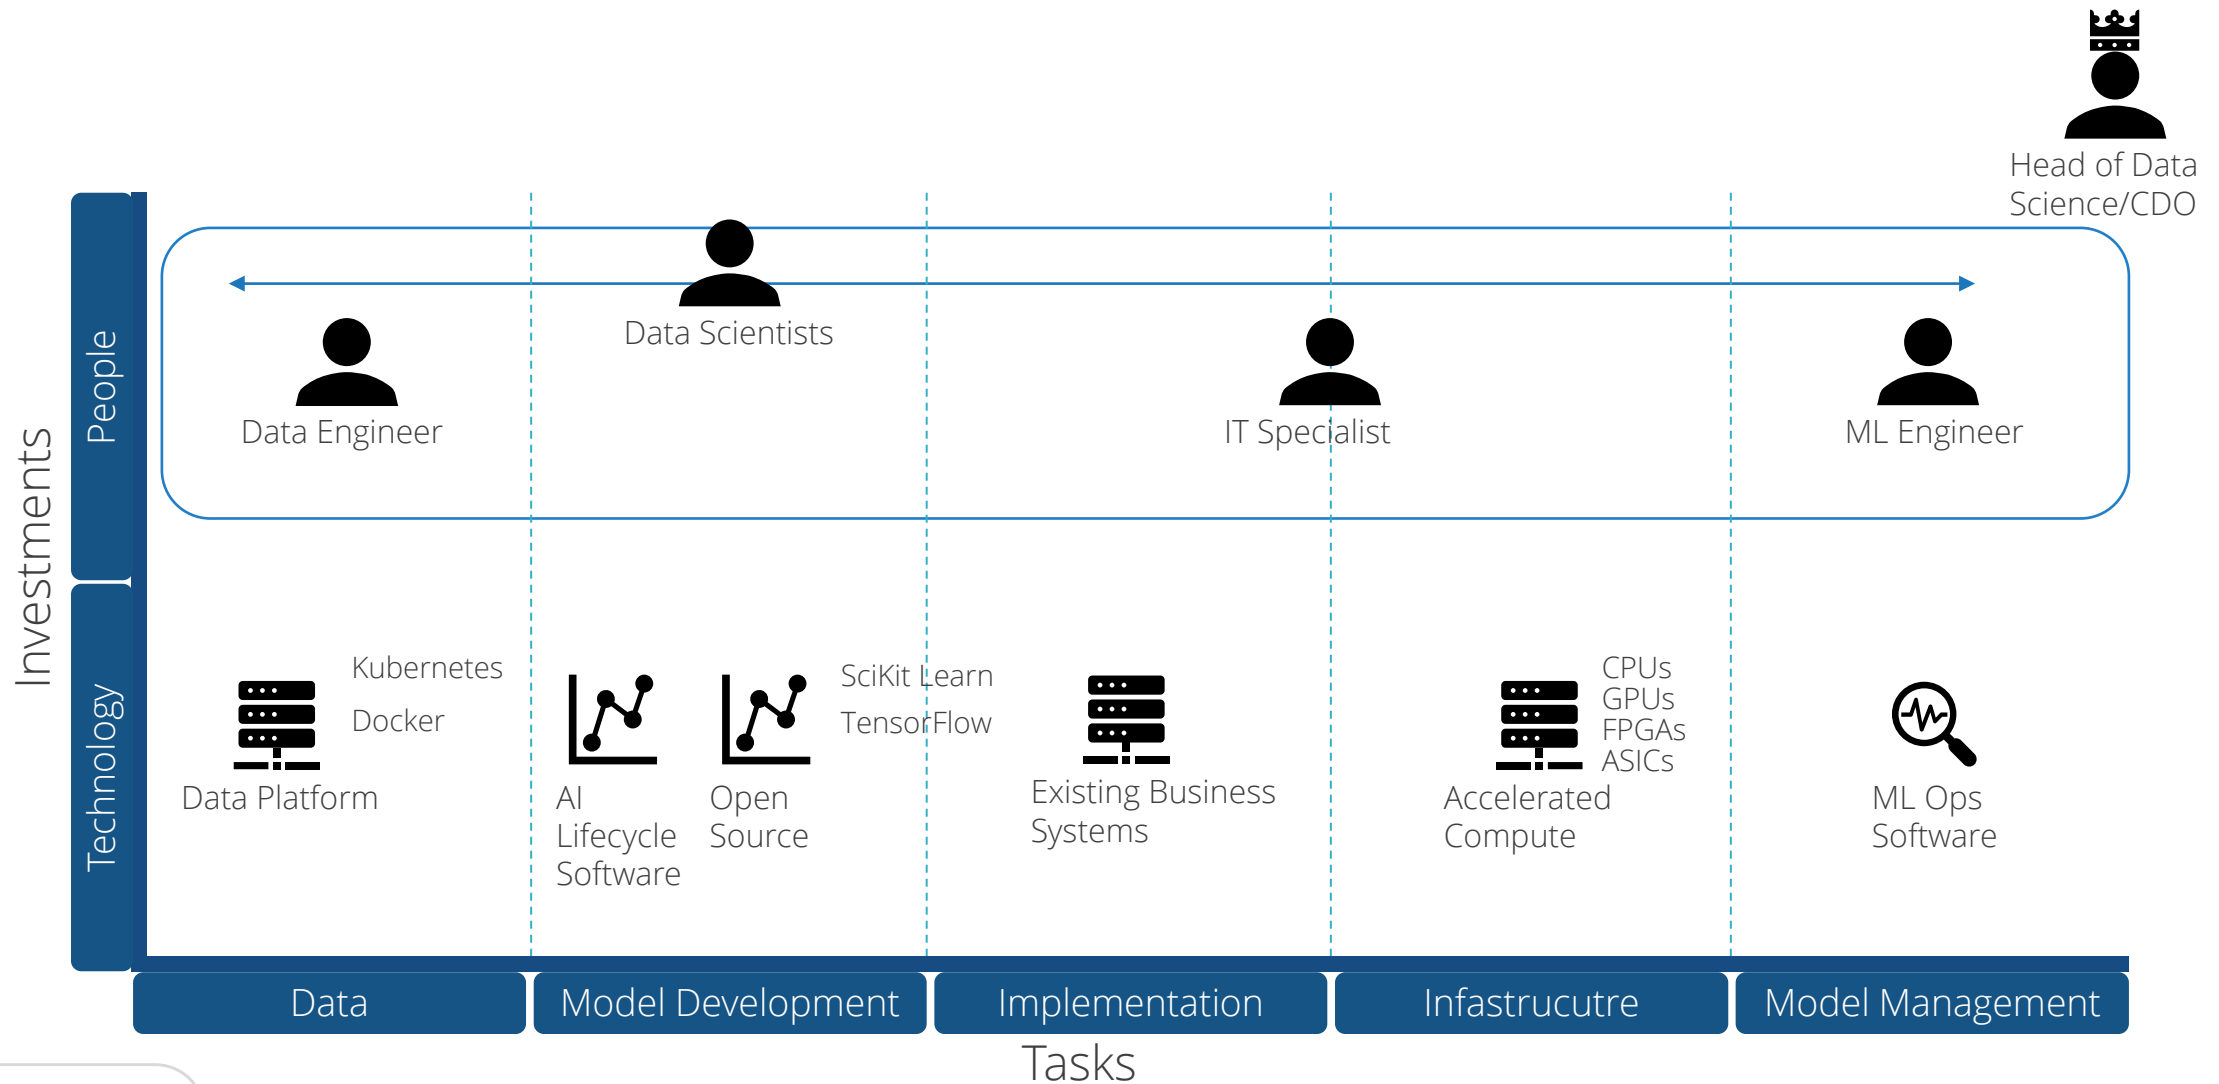 Head of Data
Science/CDO
Investments
People
Data Scientists
Data Engineer
IT Specialist
ML Engineer
Technology
Kubernetes
Docker
Data Platform
AI
Lifecycle
Software
Open
Source
SciKit Learn
TensorFlow
Existing Business
Systems
CPUs
GPUs
FPGAs
ASICs
Accelerated
Compute
ML Ops
Software
Data
Model Development
Implementation
Infastrucutre
Model Management
Tasks